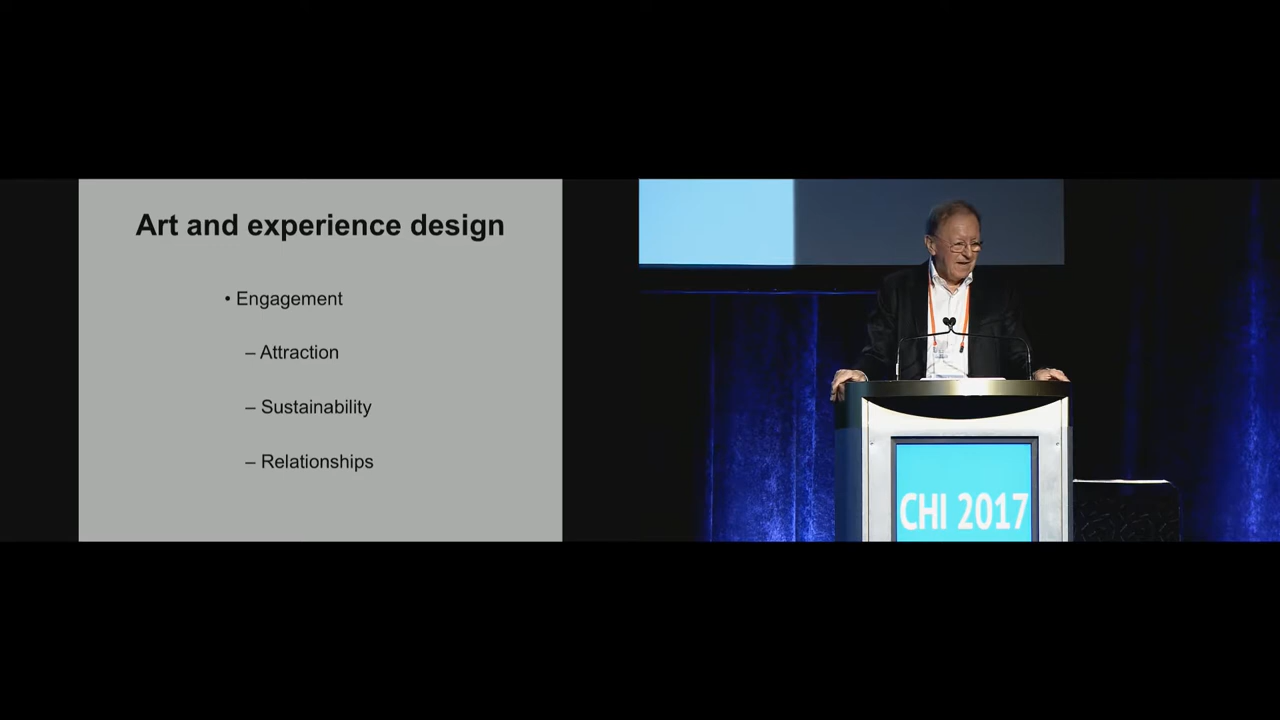 Art and experience design
• Engagement
– Attraction
– Sustainability
– Relationships
CHI 2017